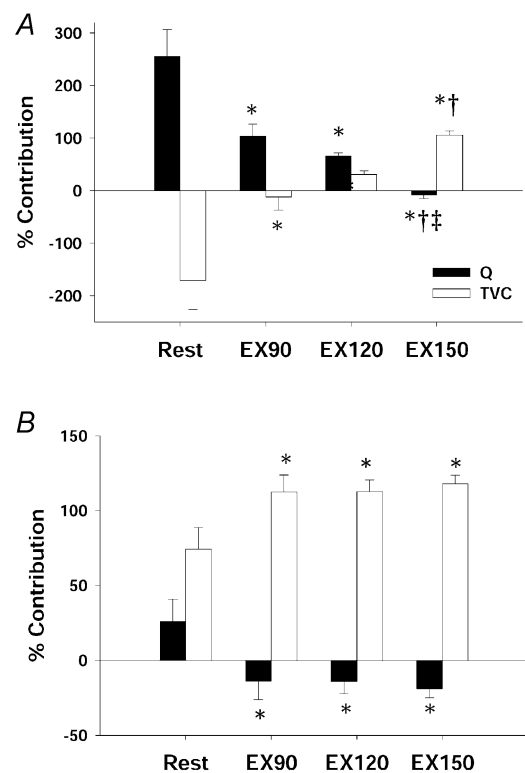 A
300
200
100
0
-100
-200
% Contribution
*
*
*
*†
*†‡
Q
TVC
Rest EX90 EX120 EX150
B
150
100
50
0
-50
% Contribution
* * *
* * *
Rest EX90 EX120 EX150